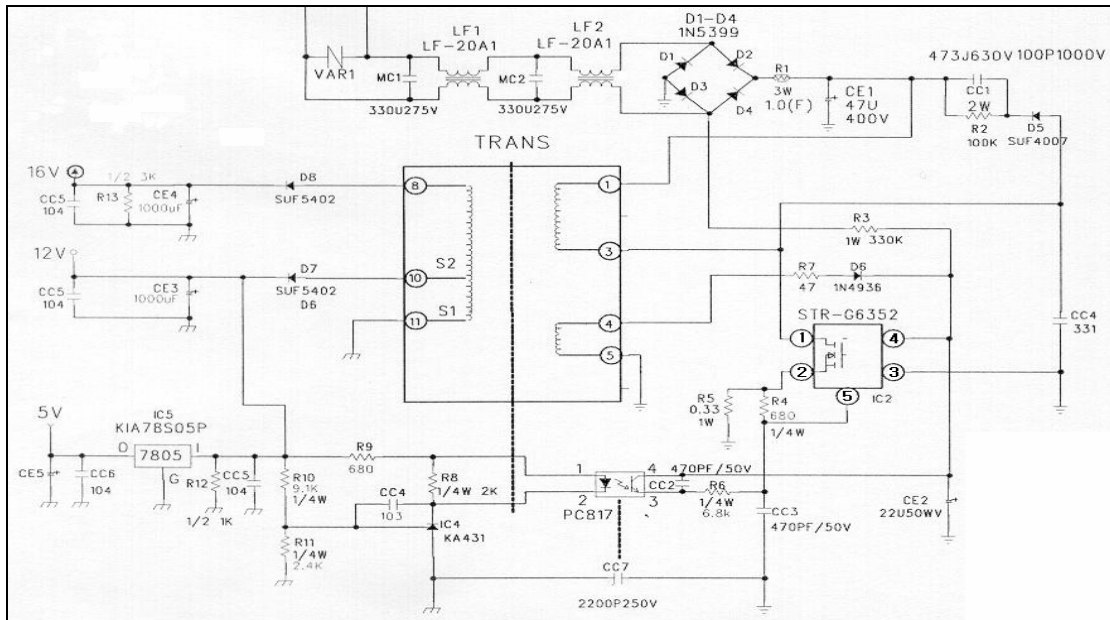 LF1
LF-20A1
LF2
LF-20A1
D1-D4
1N5399
VAR1
MC1
330U275V
MC2
330U275V
D1
D2
D3
D4
R1
3W
1.0(F)
CE1
47U
400V
473J630V 100P1000V
CC1
2W
R2
100K
D5
SUF4007
TRANS
16V
1/2 3K
CC5
104
R13
CE4
1000uF
D8
SUF5402
8
1
3
R3
1W 330K
12V
CC5
104
CE3
1000uF
D7
SUF5402
D6
10
S2
11
S1
4
5
R7
47
D6
1N4936
STR-G6352
1
4
2
3
5
IC2
CC4
331
R5
0.33
1W
R4
680
1/4W
5V
IC5
KIA78S05P
O
7805
I
G
CE5
CC6
104
R12
CC5
104
1/2 1K
R10
9.1K
1/4W
R9
680
R8
1/4W 2K
CC4
103
IC4
KA431
R11
1/4W
2.4K
1
4
2
3
PC817
470PF/50V
CC2
R6
1/4W
6.8k
CC3
470PF/50V
CE2
22U50WV
CC7
2200P250V